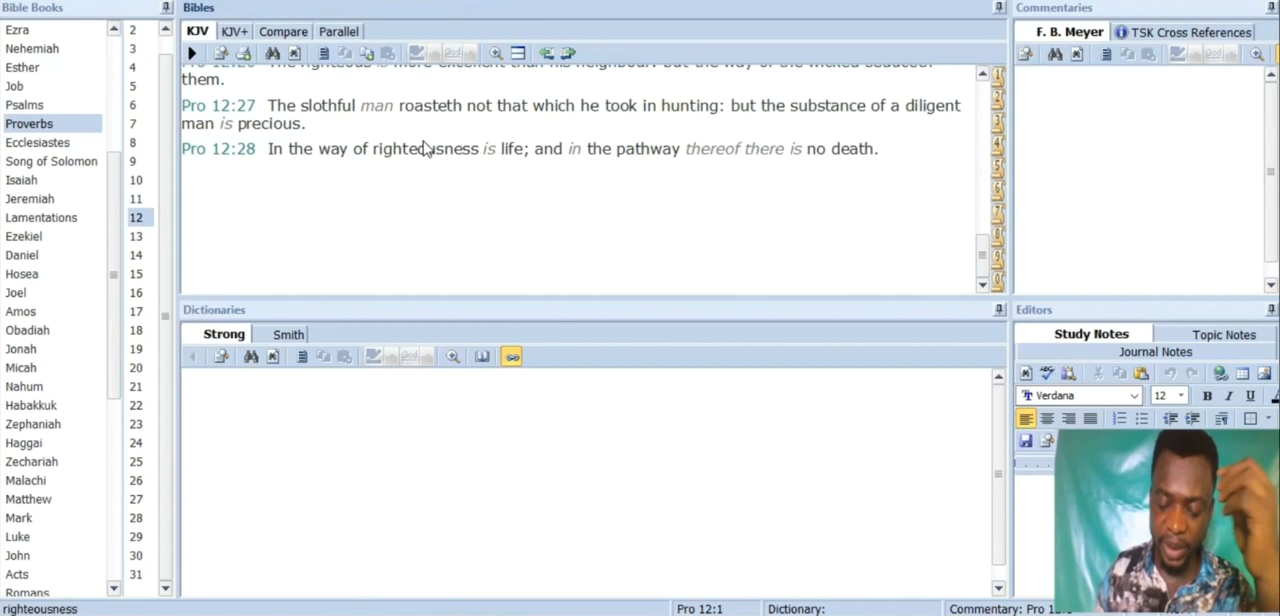 Bible Books
Ezra
Nehemiah
Esther
Job
Psalms
Proverbs
Ecclesiastes
Song of Solomon
Isaiah
Jeremiah
Lamentations
Ezekiel
Daniel
Hosea
Joel
Amos
Obadiah
Jonah
Micah
Nahum
Habakkuk
Zephaniah
Haggai
Zechariah
Malachi
Matthew
Mark
Luke
John
Acts
Romans
2
3
4
5
6
7
8
9
10
11
12
13
14
15
16
17
18
19
20
21
22
23
24
25
26
27
28
29
30
31
Bibles
KJV KJV+ Compare Parallel
them.
Pro 12:27 The slothful man roasteth not that which he took in hunting: but the substance of a diligent
man is precious.
Pro 12:28 In the way of righteousness is life; and in the pathway thereof there is no death.
Dictionaries
Strong Smith
Commentaries
F. B. Meyer TSK Cross References
Editors
Study Notes Topic Notes
Journal Notes
Verdana 12 B I U
righteousness Pro 12:1 Dictionary: Commentary: Pro